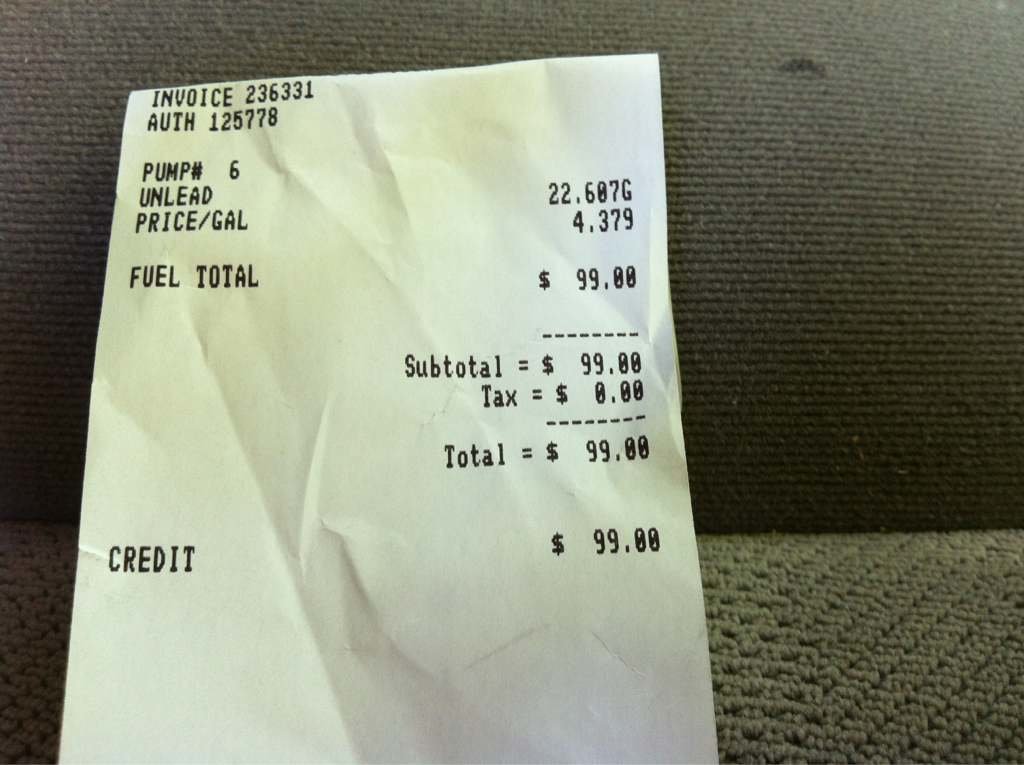 INVOICE 236331
AUTH 125778
PUMP# 6
UNLEAD 22.607G
PRICE/GAL 4.379
FUEL TOTAL $ 99.00
--------
Subtotal = $ 99.00
Tax = $ 0.00
--------
Total = $ 99.00
CREDIT $ 99.00